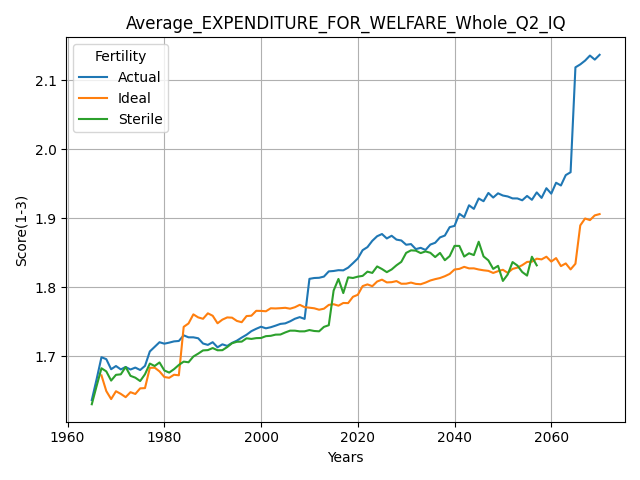 Average_EXPENDITURE_FOR_WELFARE_Whole_Q2_IQ
Fertility
Actual
Ideal
Sterile
Score(1-3)
2.1
2.0
1.9
1.8
1.7
1960 1980 2000 2020 2040 2060
Years